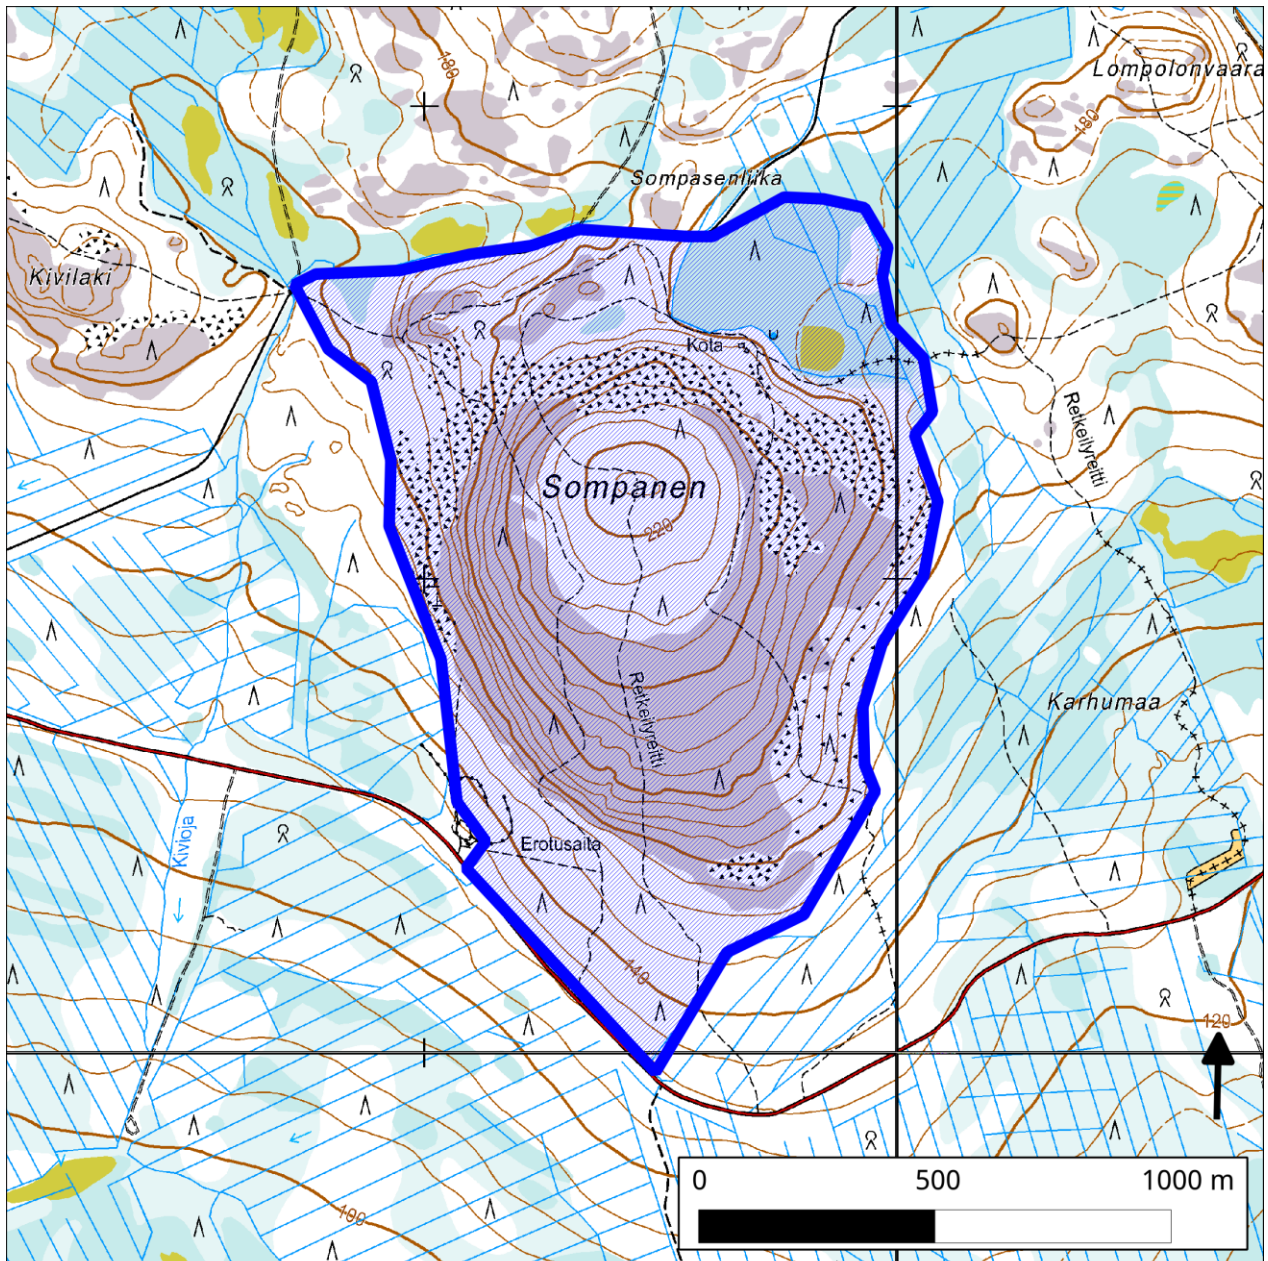 180
Lompolonvaara
180
Sompasenliika
Kivilaki
Kota
U
Retkeilyreitti
Sompanen
220
Retkeilyreitti
Karhumaa
Kivioja
Erotusaita
140
120
100
0 500 1000 m